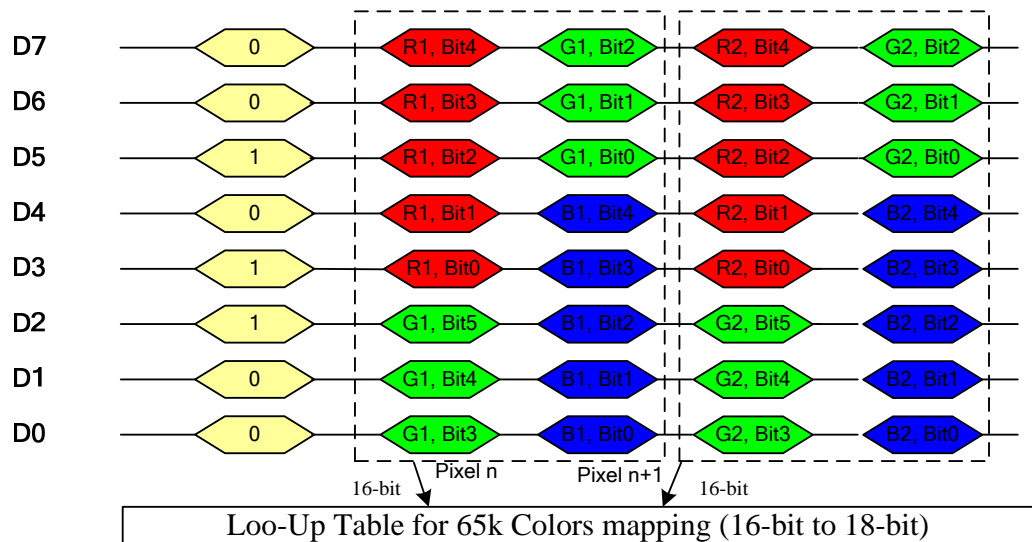 D7 0 R1, Bit4 G1, Bit2 R2, Bit4 G2, Bit2
D6 0 R1, Bit3 G1, Bit1 R2, Bit3 G2, Bit1
D5 1 R1, Bit2 G1, Bit0 R2, Bit2 G2, Bit0
D4 0 R1, Bit1 B1, Bit4 R2, Bit1 B2, Bit4
D3 1 R1, Bit0 B1, Bit3 R2, Bit0 B2, Bit3
D2 1 G1, Bit5 B1, Bit2 G2, Bit5 B2, Bit2
D1 0 G1, Bit4 B1, Bit1 G2, Bit4 B2, Bit1
D0 0 G1, Bit3 B1, Bit0 G2, Bit3 B2, Bit0
Pixel n Pixel n+1
16-bit 16-bit
Loo-Up Table for 65k Colors mapping (16-bit to 18-bit)